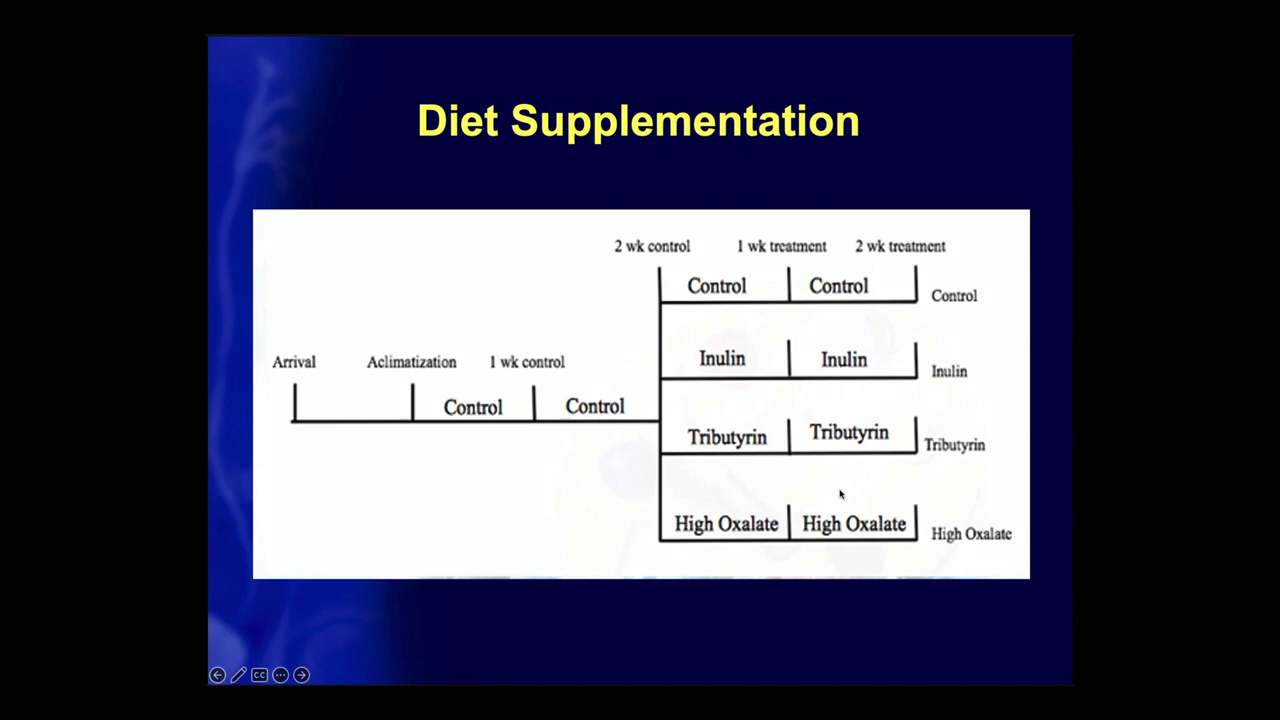 Diet Supplementation
2 wk control 1 wk treatment 2 wk treatment
Control Control Control
Inulin Inulin Inulin
Arrival Aclimatization 1 wk control
Control Control
Tributyrin Tributyrin Tributyrin
High Oxalate High Oxalate High Oxalate
CC